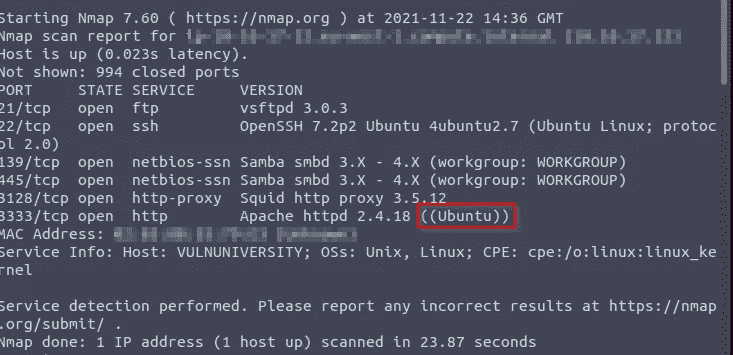 Starting Nmap 7.60 ( https://nmap.org ) at 2021-11-22 14:36 GMT
Nmap scan report for
Host is up (0.023s latency).
Not shown: 994 closed ports
PORT     STATE SERVICE     VERSION
21/tcp   open  ftp         vsftpd 3.0.3
22/tcp   open  ssh         OpenSSH 7.2p2 Ubuntu 4ubuntu2.7 (Ubuntu Linux; protoc
ol 2.0)
139/tcp  open  netbios-ssn Samba smbd 3.X - 4.X (workgroup: WORKGROUP)
445/tcp  open  netbios-ssn Samba smbd 3.X - 4.X (workgroup: WORKGROUP)
3128/tcp open  http-proxy  Squid http proxy 3.5.12
3333/tcp open  http        Apache httpd 2.4.18 ((Ubuntu))
MAC Address:
Service Info: Host: VULNUNIVERSITY; OSs: Unix, Linux; CPE: cpe:/o:linux:linux_ke
rnel
Service detection performed. Please report any incorrect results at https://nmap
.org/submit/ .
Nmap done: 1 IP address (1 host up) scanned in 23.87 seconds